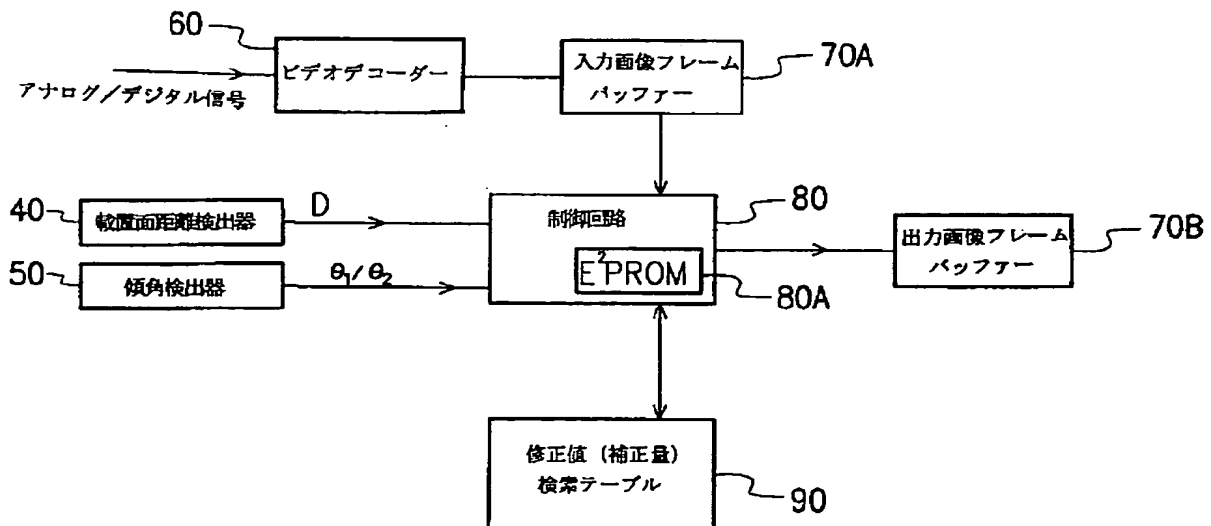 60
ビデオデコーダー
アナログ/デジタル信号
入力画像フレーム
バッファー
70A
40
載置面距離検出器
D
50
傾角検出器
θ1/θ2
制御回路
80
E²PROM
80A
出力画像フレーム
バッファー
70B
修正値(補正量)
検索テーブル
90